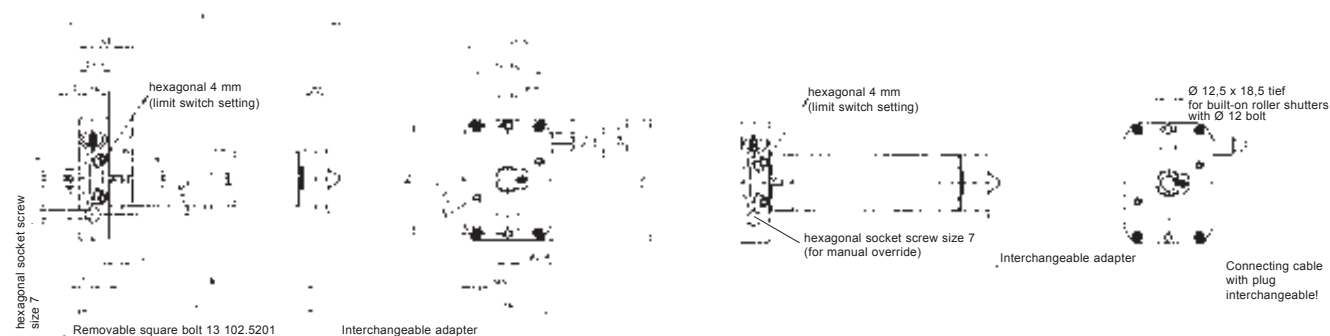 hexagonal 4 mm
(limit switch setting)
hexagonal socket screw
size 7
Removable square bolt 13 102.5201
Interchangeable adapter
hexagonal 4 mm
(limit switch setting)
Ø 12,5 x 18,5 tief
for built-on roller shutters
with Ø 12 bolt
hexagonal socket screw size 7
(for manual override)
Interchangeable adapter
Connecting cable
with plug
interchangeable!